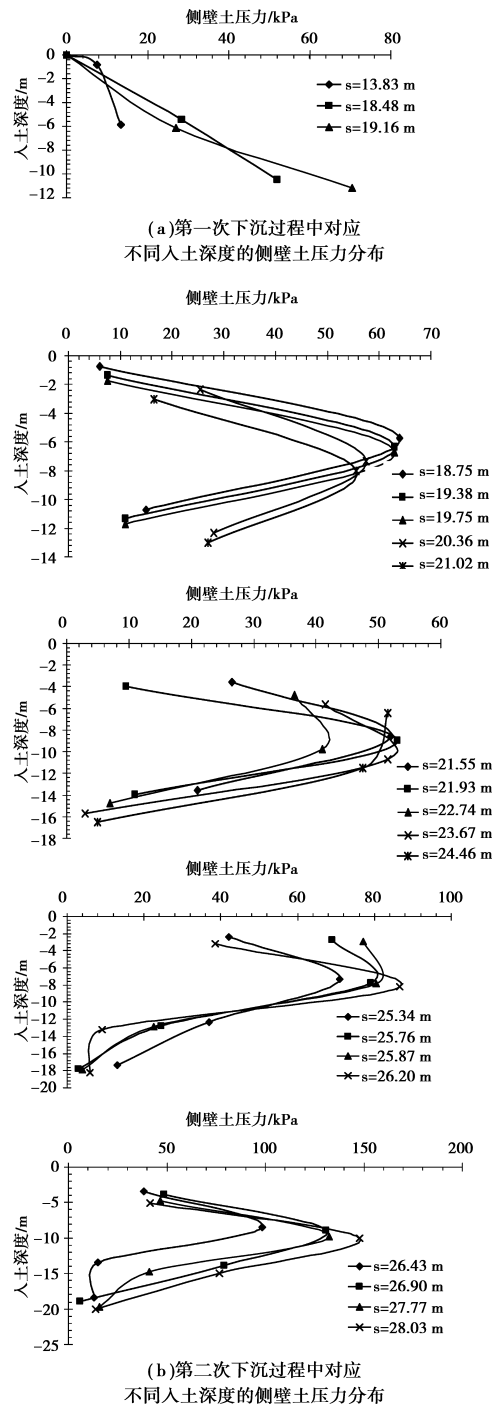 侧壁土压力/kPa
0 20 40 60 80
0
−2
−4
−6
−8
−10
−12
入土深度/m
s=13.83 m
s=18.48 m
s=19.16 m
(a)第一次下沉过程中对应
不同入土深度的侧壁土压力分布
侧壁土压力/kPa
0 10 20 30 40 50 60 70
0
−2
−4
−6
−8
−10
−12
−14
入土深度/m
s=18.75 m
s=19.38 m
s=19.75 m
s=20.36 m
s=21.02 m
侧壁土压力/kPa
0 10 20 30 40 50 60
0
−2
−4
−6
−8
−10
−12
−14
−16
−18
入土深度/m
s=21.55 m
s=21.93 m
s=22.74 m
s=23.67 m
s=24.46 m
侧壁土压力/kPa
0 20 40 60 80 100
0
−2
−4
−6
−8
−10
−12
−14
−16
−18
−20
入土深度/m
s=25.34 m
s=25.76 m
s=25.87 m
s=26.20 m
侧壁土压力/kPa
0 50 100 150 200
0
−5
−10
−15
−20
−25
入土深度/m
s=26.43 m
s=26.90 m
s=27.77 m
s=28.03 m
(b)第二次下沉过程中对应
不同入土深度的侧壁土压力分布